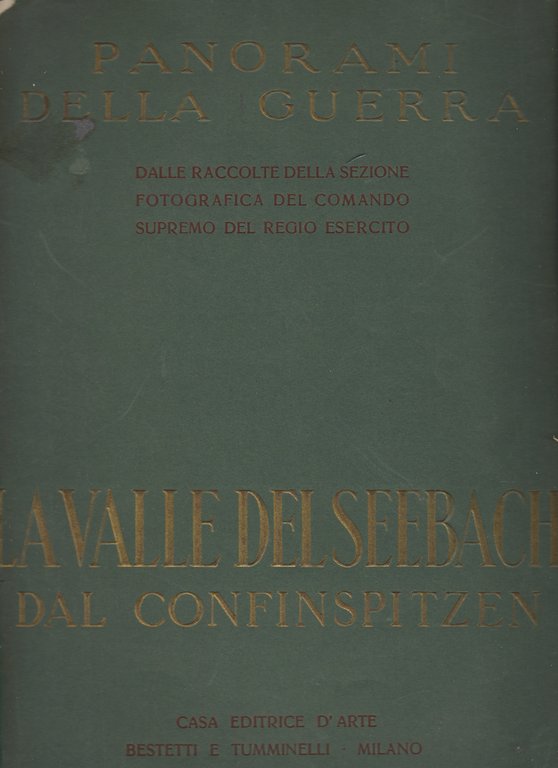 PANORAMI
DELLA GUERRA
DALLE RACCOLTE DELLA SEZIONE
FOTOGRAFICA DEL COMANDO
SUPREMO DEL REGIO ESERCITO
LA VALLE DEL SEEBACH
DAL CONFINSPITZEN
CASA EDITRICE D'ARTE
BESTETTI E TUMMINELLI · MILANO